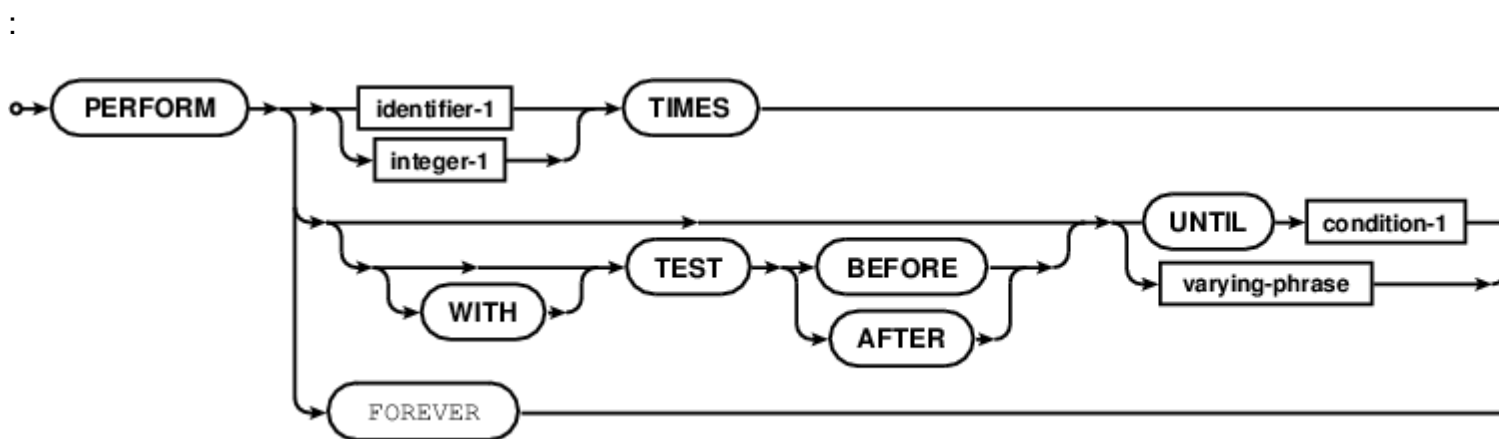 :
PERFORM identifier-1 TIMES
integer-1
UNTIL condition-1
TEST BEFORE
varying-phrase
WITH
AFTER
FOREVER